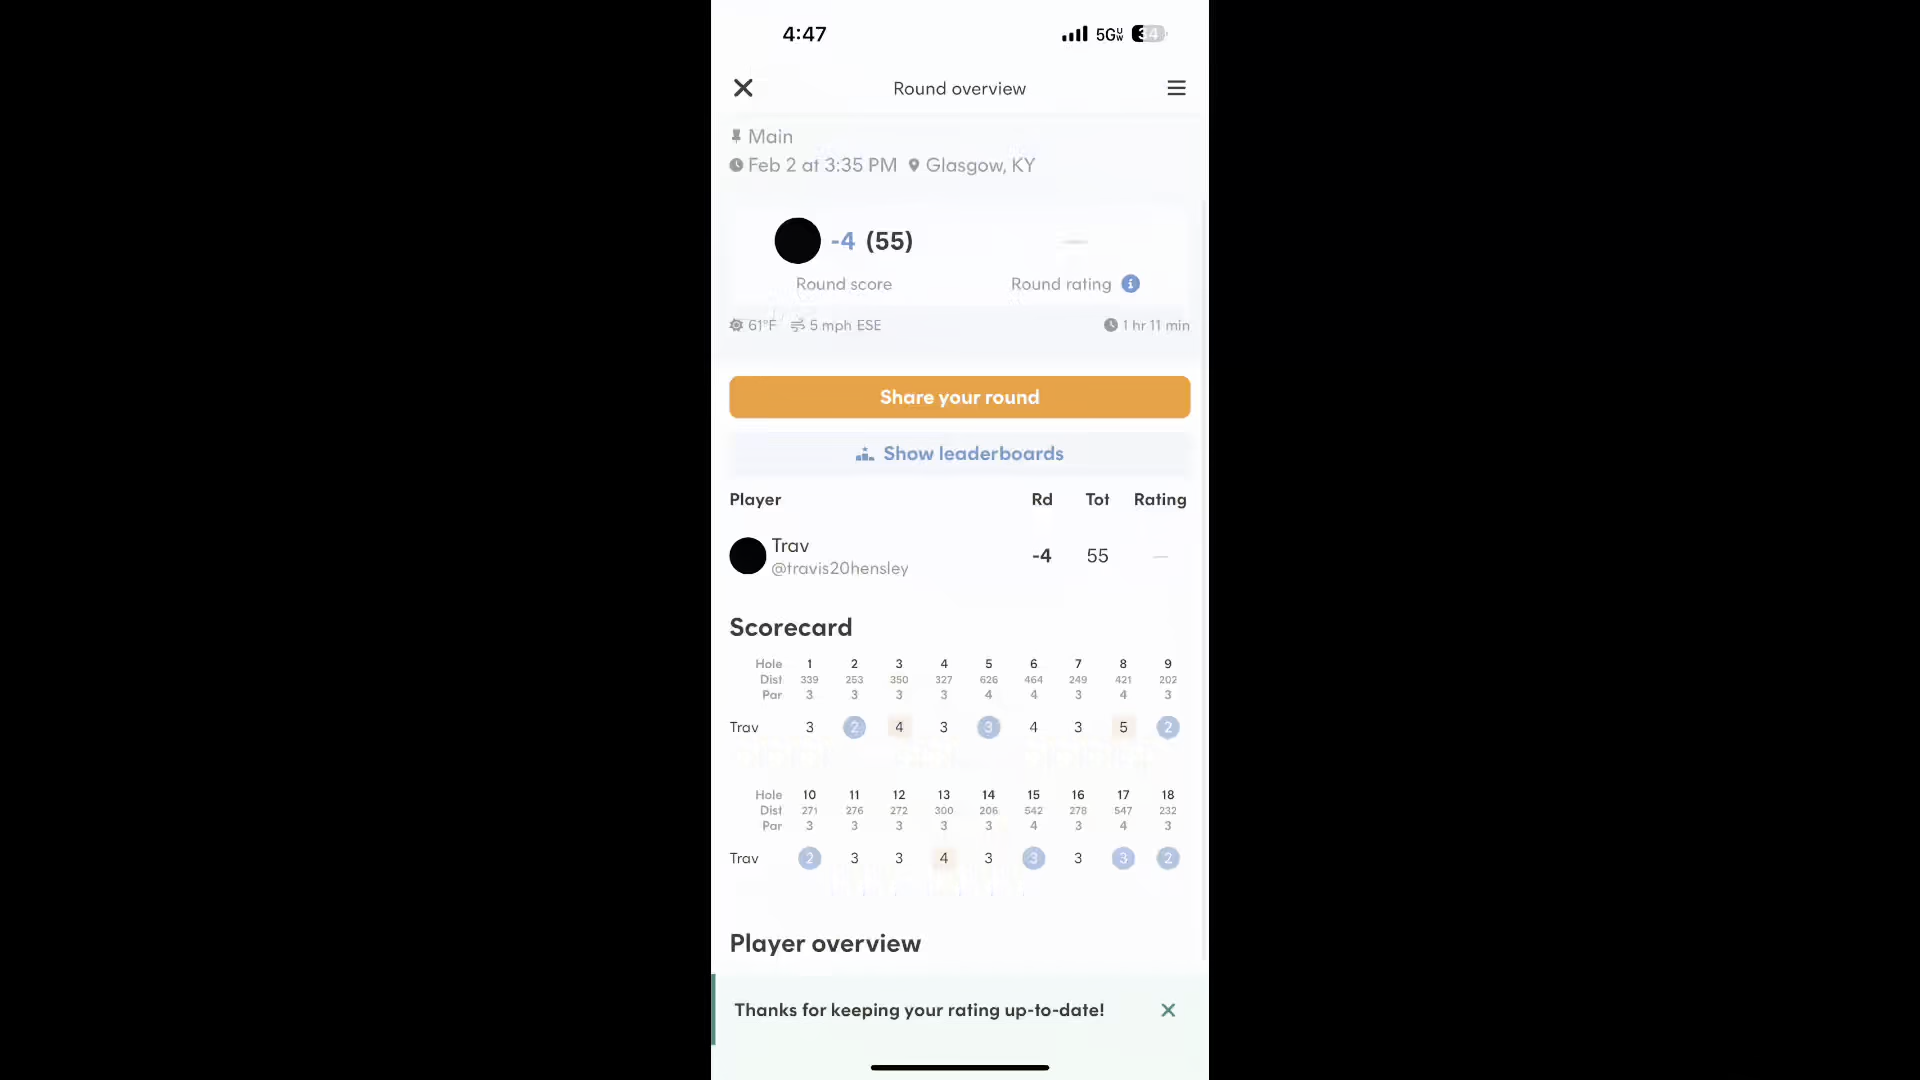 4:47 5G UW 34
Round overview
Main
Feb 2 at 3:35 PM Glasgow, KY
-4 (55) —
Round score Round rating
61°F 5 mph ESE 1 hr 11 min
Share your round
Show leaderboards
Player Rd Tot Rating
Trav
@travis20hensley
-4 55 —
Scorecard
Hole 1 2 3 4 5 6 7 8 9
Dist 339 253 350 327 626 464 249 421 202
Par 3 3 3 3 4 4 3 4 3
Trav 3 2 4 3 3 4 3 5 2
Hole 10 11 12 13 14 15 16 17 18
Dist 271 276 272 300 206 542 278 547 232
Par 3 3 3 3 3 4 3 4 3
Trav 2 3 3 4 3 3 3 3 2
Player overview
Thanks for keeping your rating up-to-date!